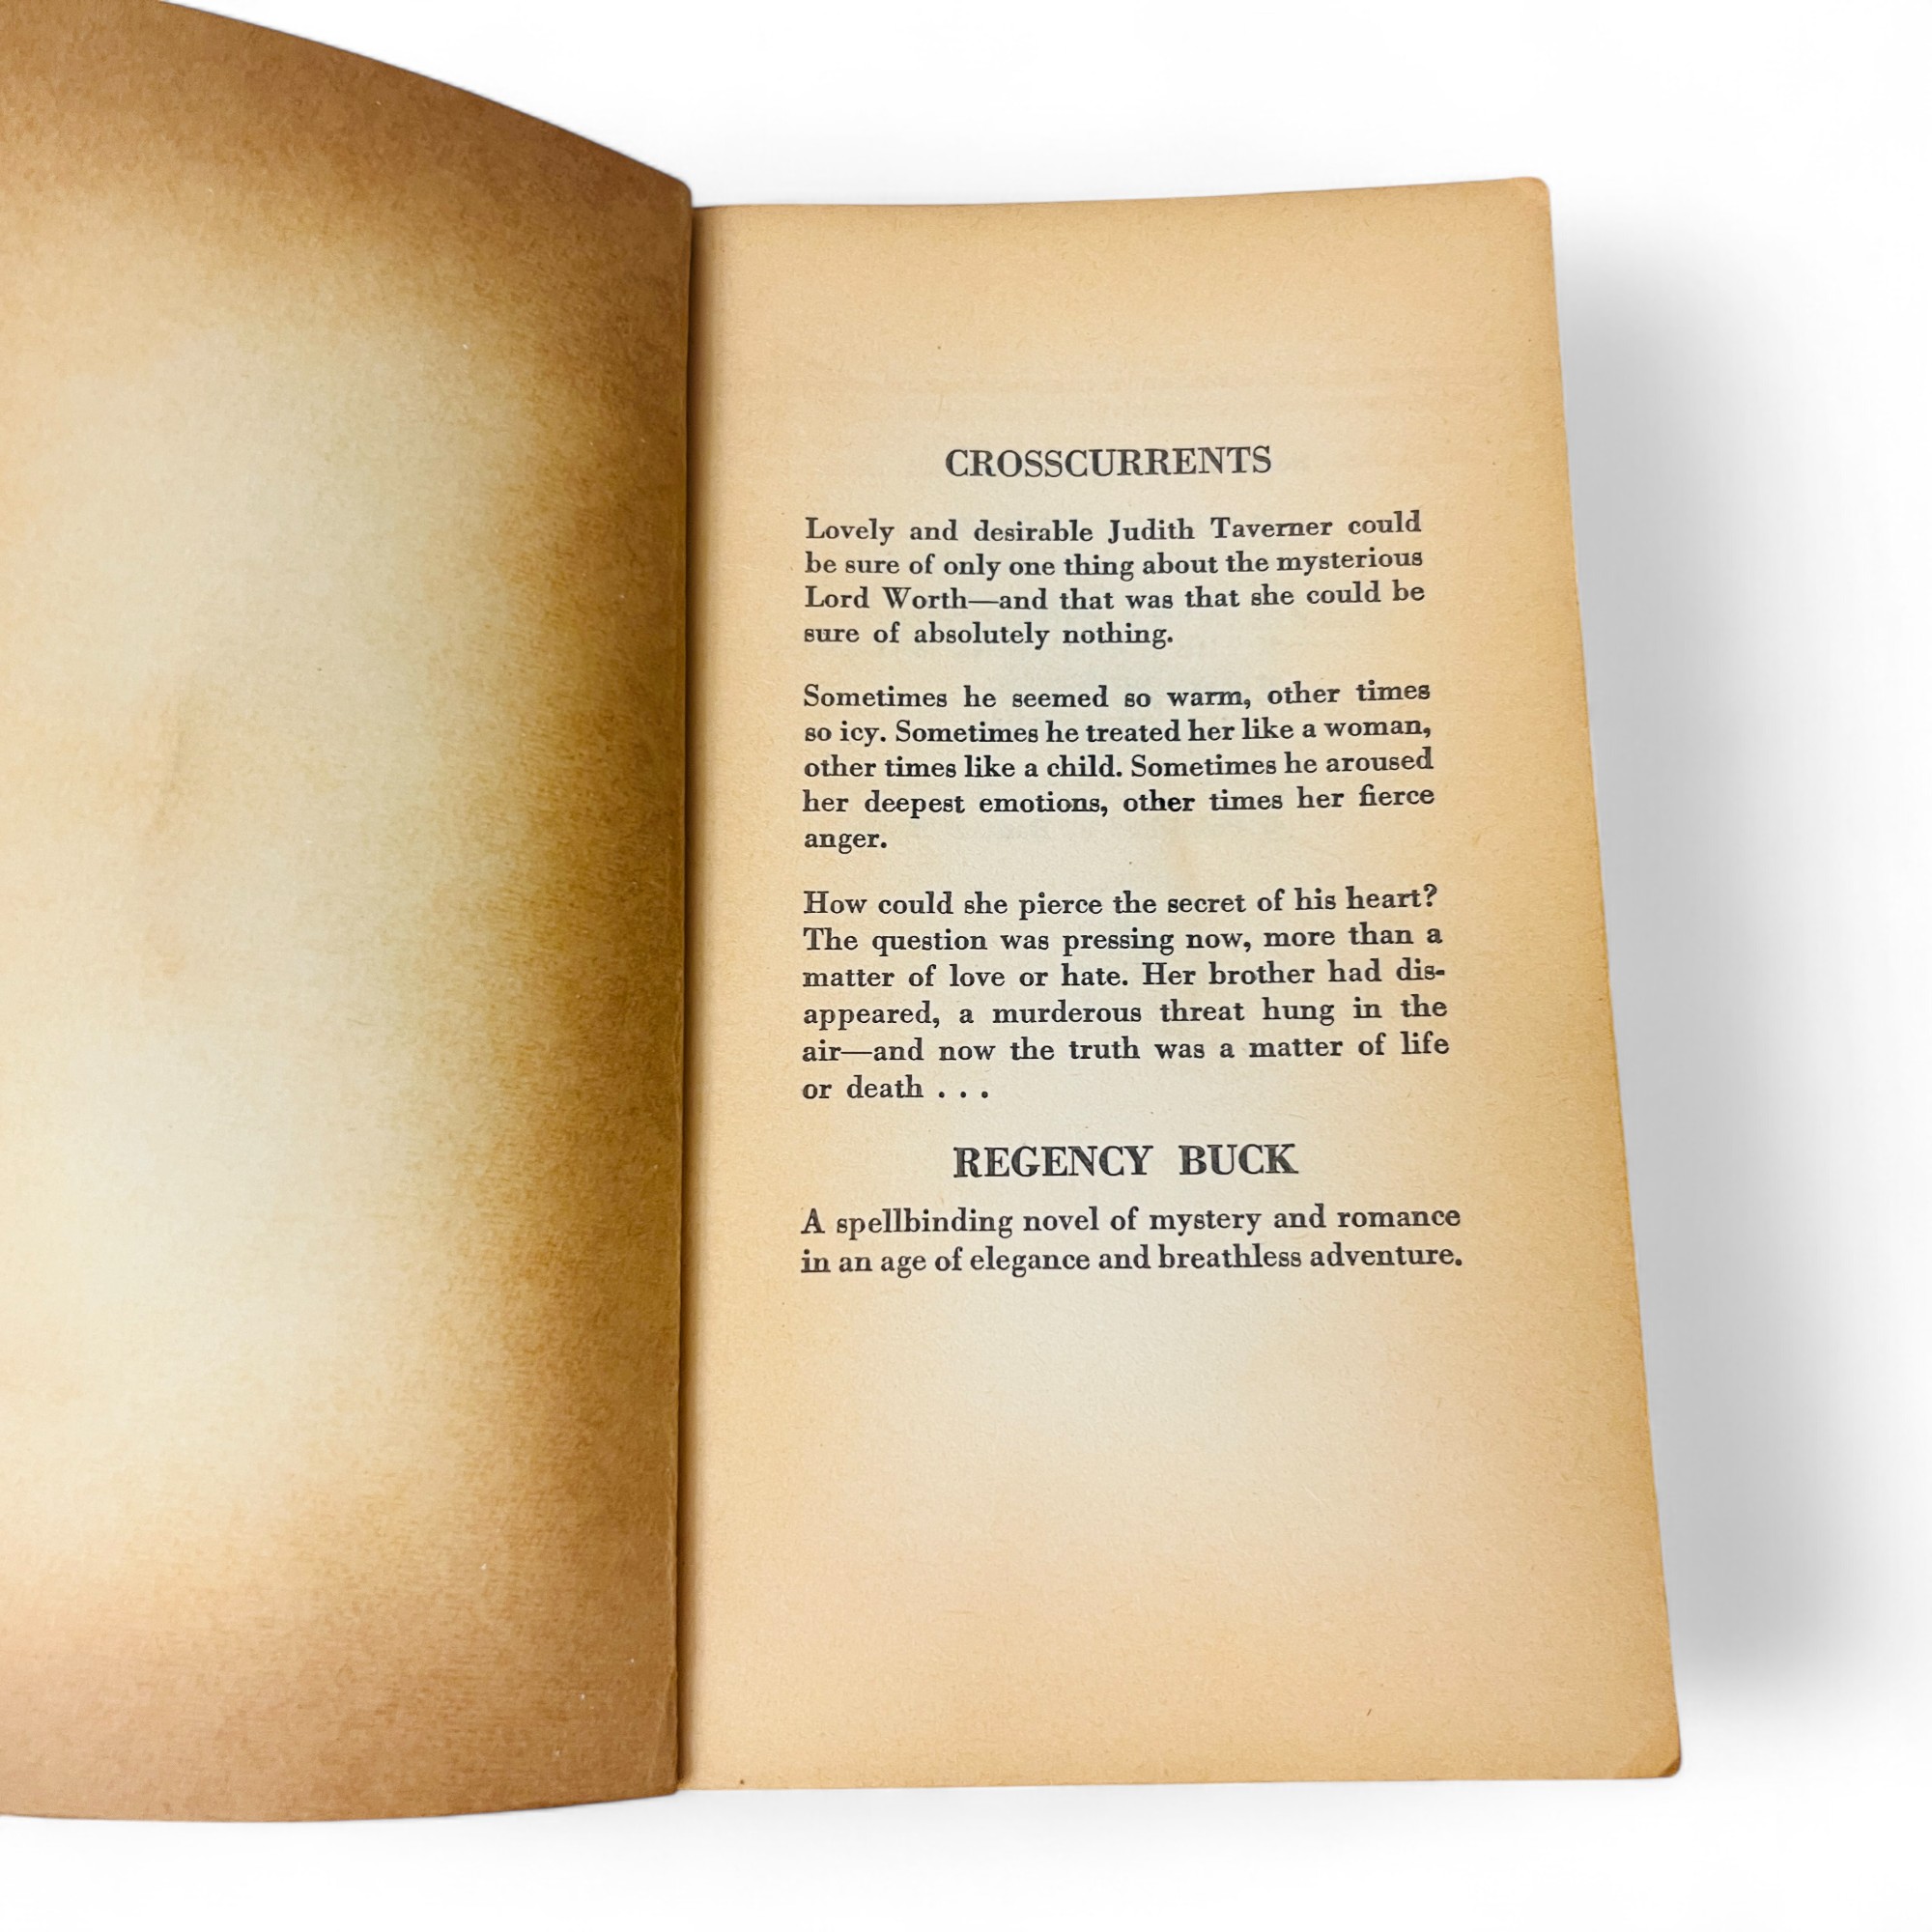 CROSSCURRENTS
Lovely and desirable Judith Taverner could
be sure of only one thing about the mysterious
Lord Worth—and that was that she could be
sure of absolutely nothing.
Sometimes he seemed so warm, other times
so icy. Sometimes he treated her like a woman,
other times like a child. Sometimes he aroused
her deepest emotions, other times her fierce
anger.
How could she pierce the secret of his heart?
The question was pressing now, more than a
matter of love or hate. Her brother had dis-
appeared, a murderous threat hung in the
air—and now the truth was a matter of life
or death . . .
REGENCY BUCK
A spellbinding novel of mystery and romance
in an age of elegance and breathless adventure.